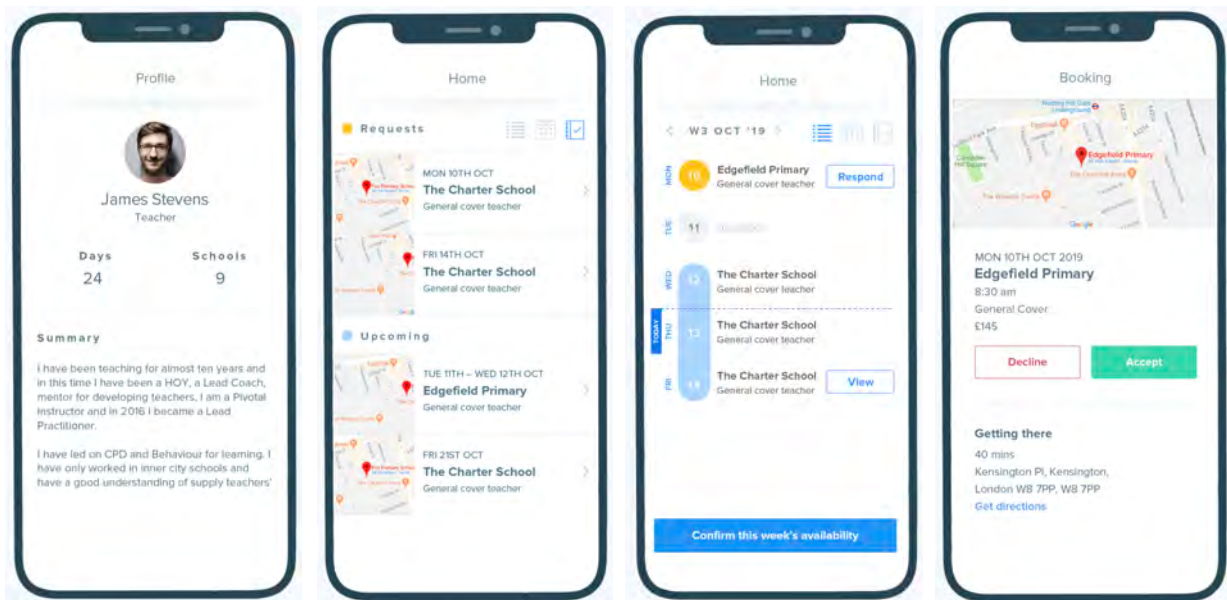 Profile
James Stevens
Teacher
Days
Schools
24
9
Summary
I have been teaching for almost ten years and
in this time I have been a HOY, a Lead Coach,
mentor for developing teachers, I am a Pivotal
Instructor and in 2016 I became a Lead
Practitioner.
I have led on CPD and Behaviour for learning. I
have only worked in inner city schools and
have a good understanding of supply teachers'
Home
Requests
MON 10TH OCT
The Charter School
General cover teacher
FRI 14TH OCT
The Charter School
General cover teacher
Upcoming
TUE 11TH – WED 12TH OCT
Edgefield Primary
General cover teacher
FRI 21ST OCT
The Charter School
General cover teacher
Home
W3 OCT '19
MON
10
Edgefield Primary
General cover teacher
Respond
TUE
11
WED
12
The Charter School
General cover teacher
TODAY
THU
13
The Charter School
General cover teacher
FRI
The Charter School
General cover teacher
View
Confirm this week's availability
Booking
Notting Hill Gate
Underground
Edgefield Primary
Google
MON 10TH OCT 2019
Edgefield Primary
8:30 am
General Cover
£145
Decline
Accept
Getting there
40 mins
Kensington Pl, Kensington,
London W8 7PP, W8 7PP
Get directions